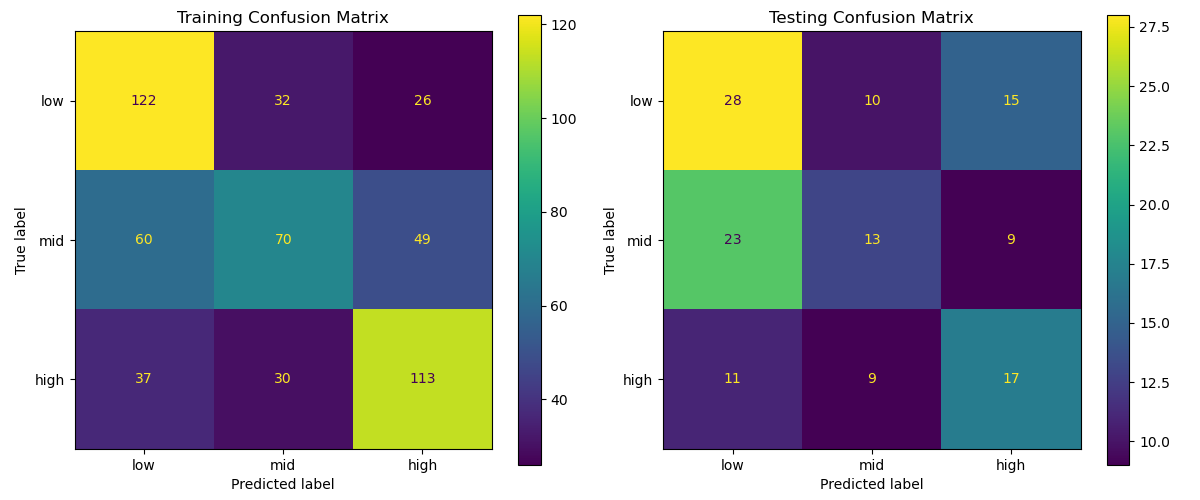 Training Confusion Matrix
low 122 32 26
mid 60 70 49
high 37 30 113
low mid high
Predicted label
True label
120
100
80
60
40
Testing Confusion Matrix
low 28 10 15
mid 23 13 9
high 11 9 17
low mid high
Predicted label
True label
27.5
25.0
22.5
20.0
17.5
15.0
12.5
10.0